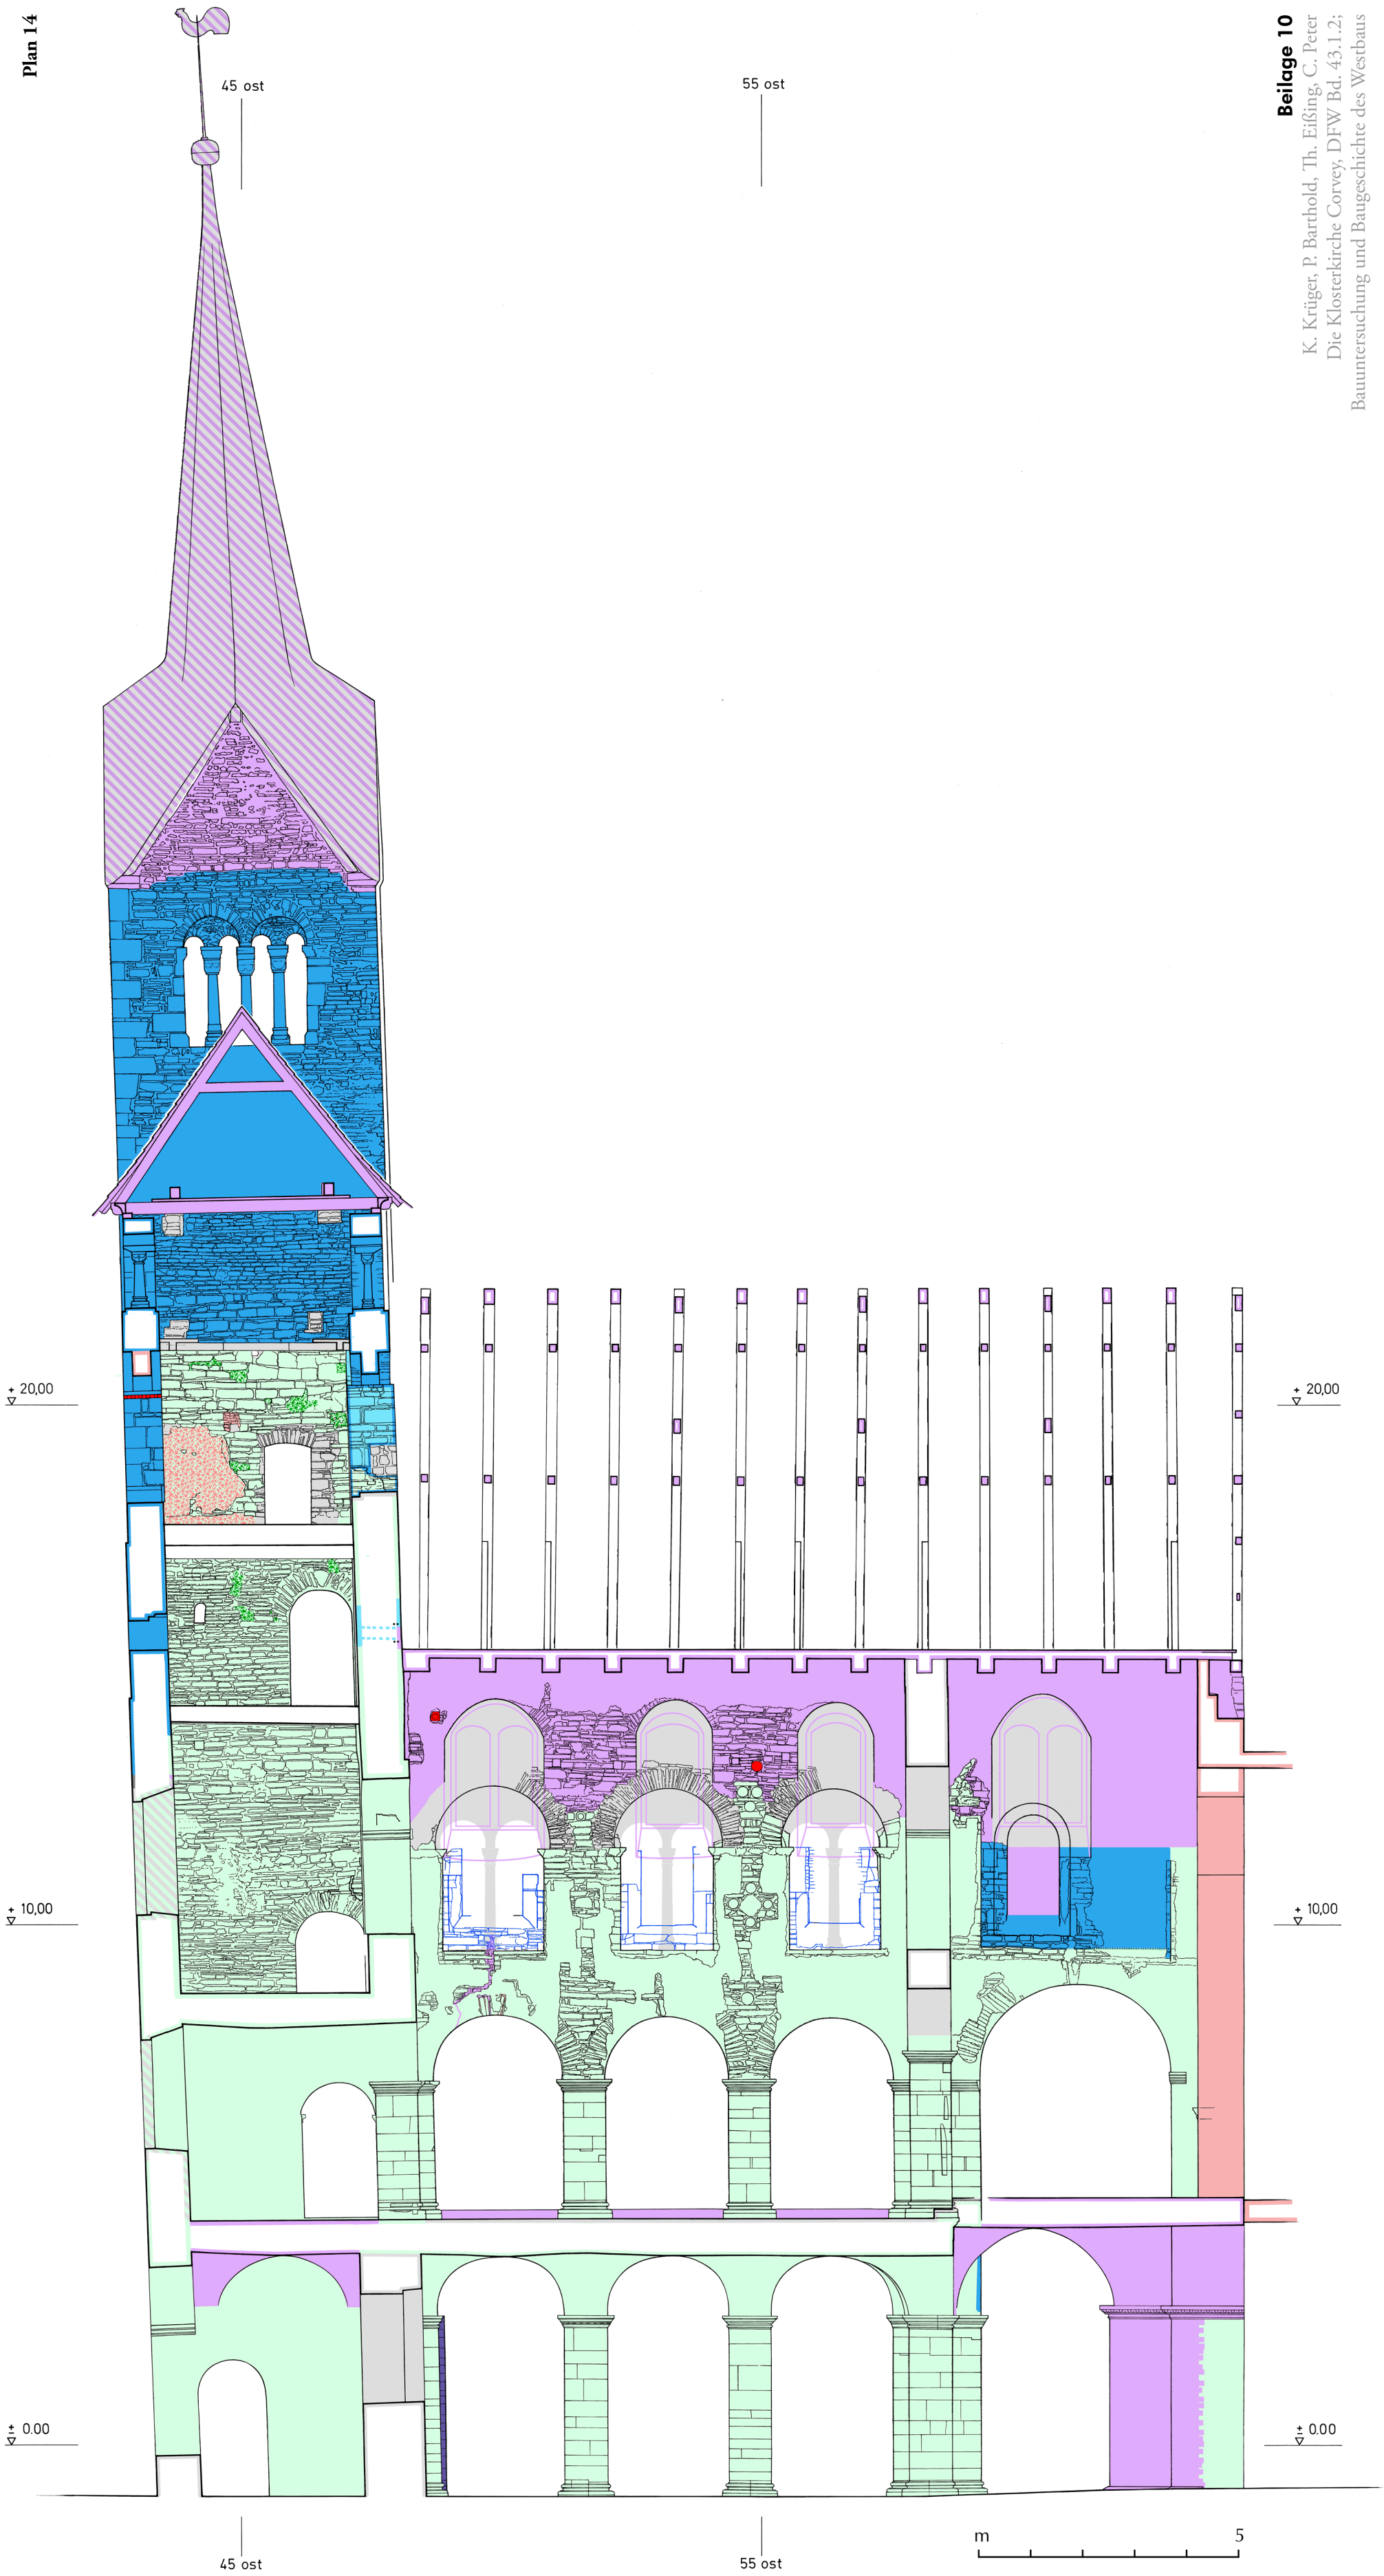 Plan 14
45 ost
55 ost
Beilage 10
K. Krüger, P. Barthold, Th. Eißing, C. Peter
Die Klosterkirche Corvey, DFW Bd. 43.1.2;
Bauuntersuchung und Baugeschichte des Westbaus
+ 20,00
+ 20,00
+ 10,00
+ 10,00
± 0.00
± 0.00
45 ost
55 ost
m 5